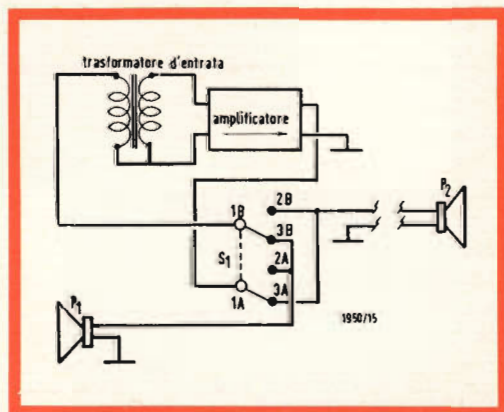 trasformatore d'entrata
amplificatore
P2
2B
1B
3B
S1
2A
1A
3A
P1
1950/15